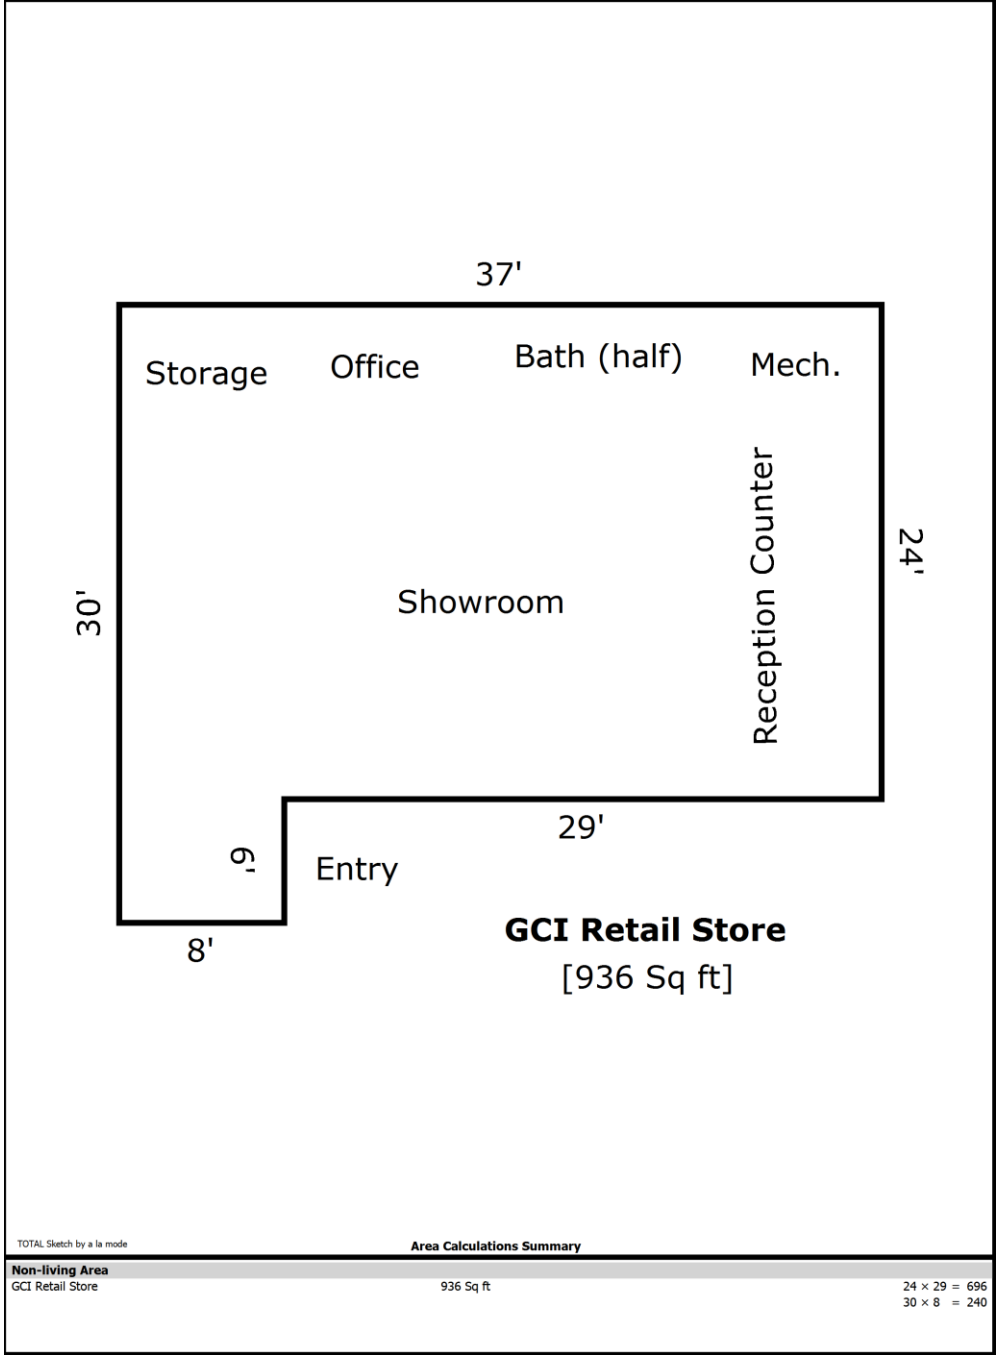 37'
Storage
Office
Bath (half)
Mech.
Reception Counter
24'
30'
Showroom
29'
6'
Entry
8'
GCI Retail Store
[936 Sq ft]
TOTAL Sketch by a la mode
Area Calculations Summary
Non-living Area
GCI Retail Store 936 Sq ft 24 × 29 = 696
30 × 8 = 240